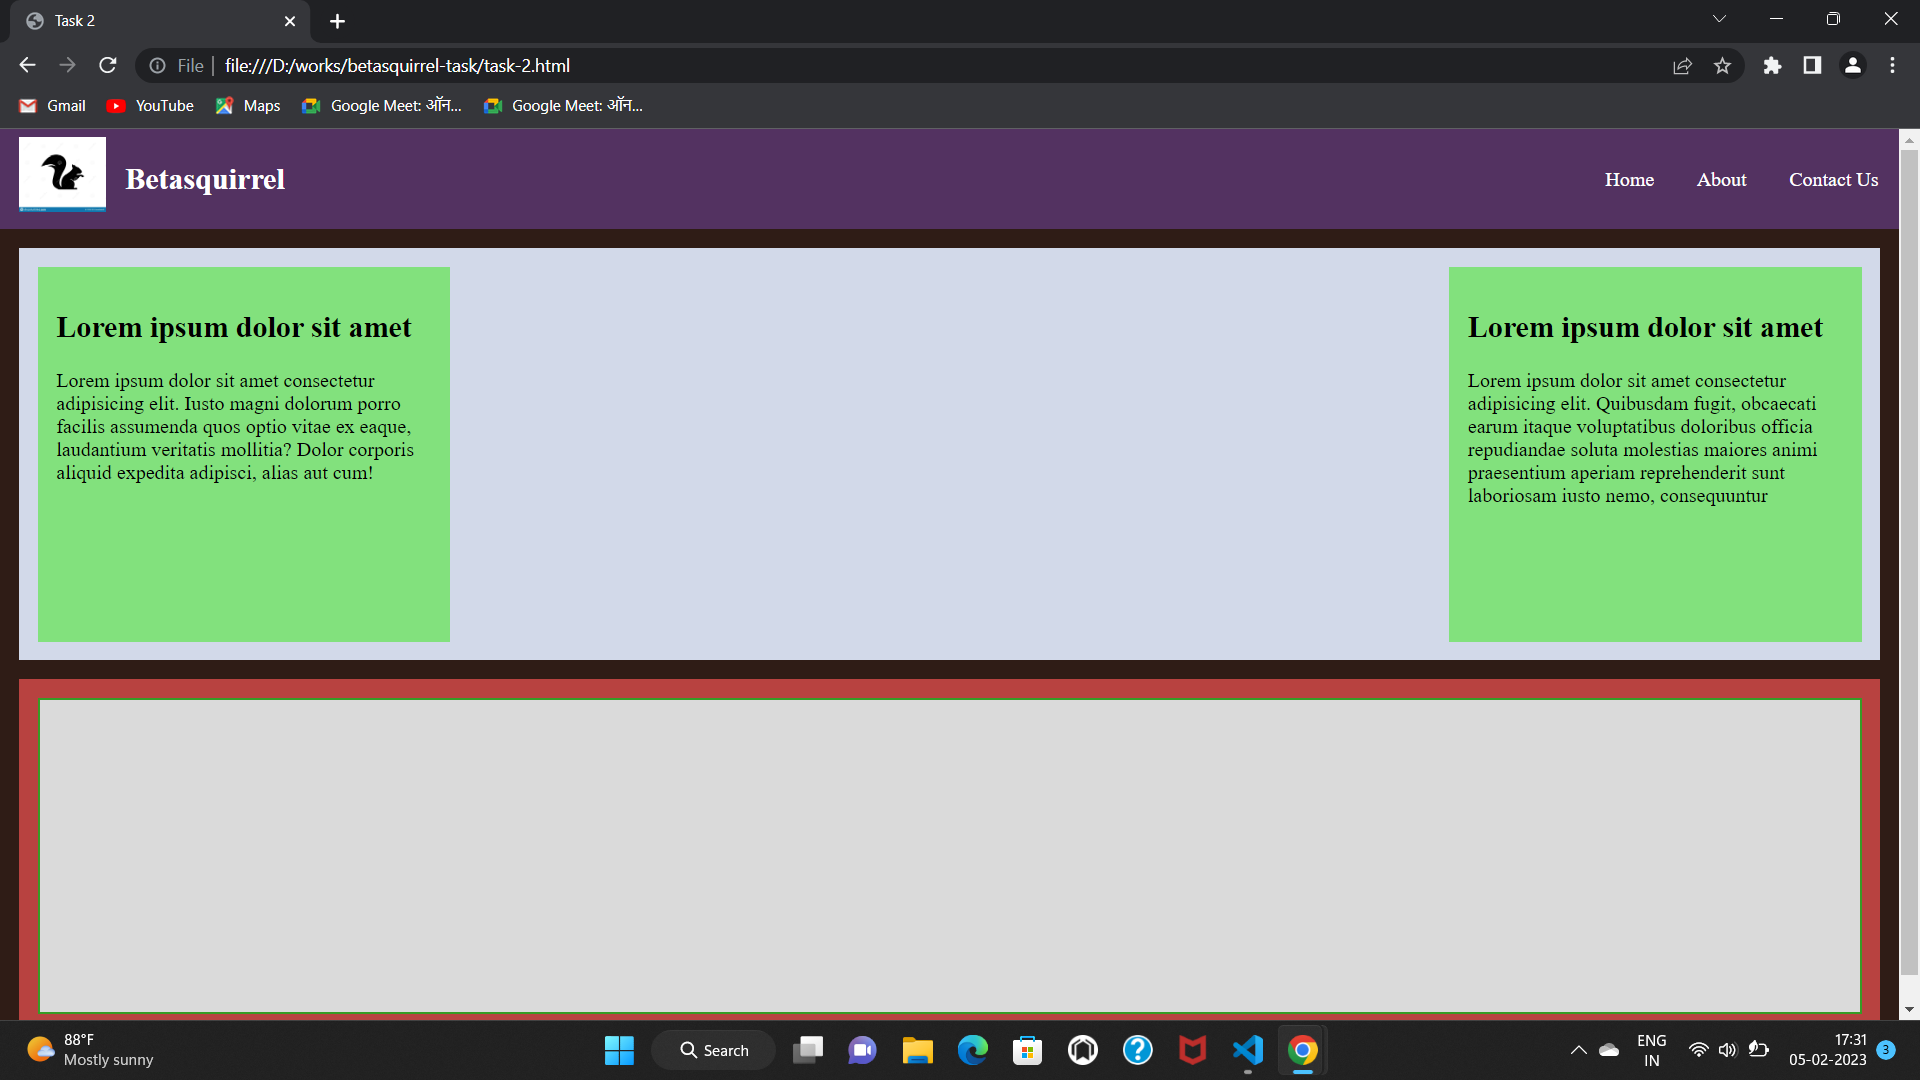 Task 2
File
file:///D:/works/betasquirrel-task/task-2.html
Gmail
YouTube
Maps
Google Meet: ऑन...
Google Meet: ऑन...
Betasquirrel
Home
About
Contact Us
Lorem ipsum dolor sit amet
Lorem ipsum dolor sit amet consectetur
adipisicing elit. Iusto magni dolorum porro
facilis assumenda quos optio vitae ex eaque,
laudantium veritatis mollitia? Dolor corporis
aliquid expedita adipisci, alias aut cum!
Lorem ipsum dolor sit amet
Lorem ipsum dolor sit amet consectetur
adipisicing elit. Quibusdam fugit, obcaecati
earum itaque voluptatibus doloribus officia
repudiandae soluta molestias maiores animi
praesentium aperiam reprehenderit sunt
laboriosam iusto nemo, consequuntur
88°F
Mostly sunny
Search
ENG
IN
17:31
05-02-2023
3